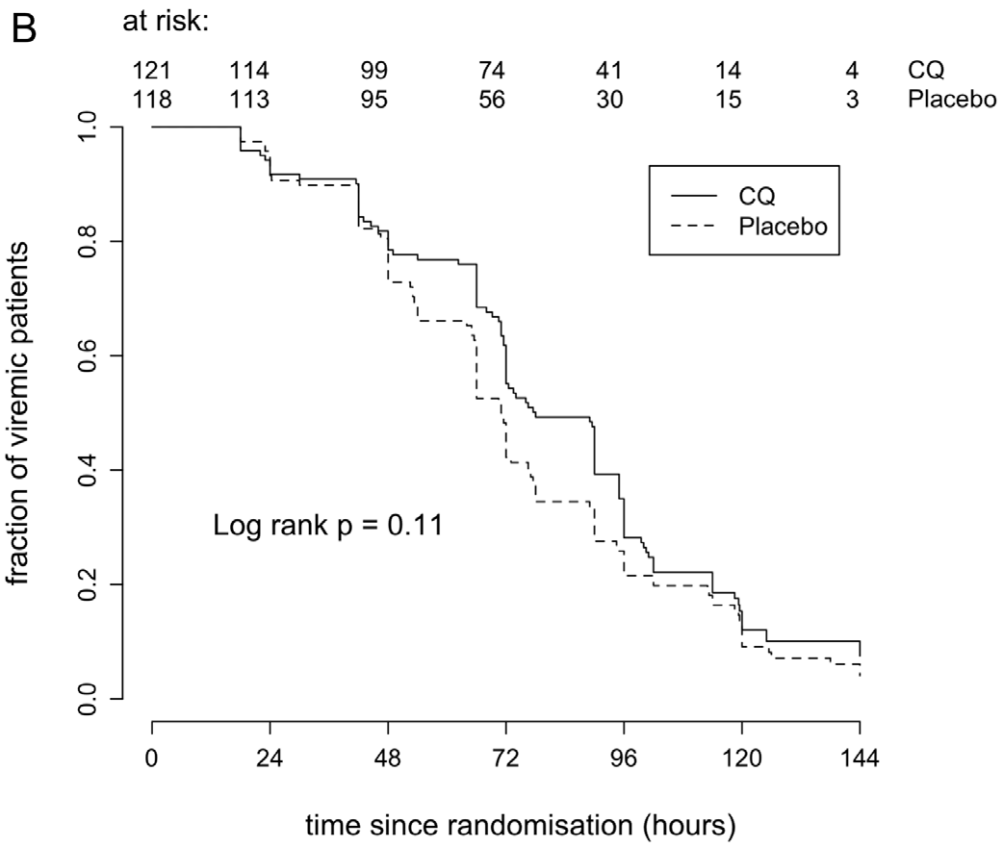 B
at risk:
121 114 99 74 41 14 4 CQ
118 113 95 56 30 15 3 Placebo
1.0
0.8
0.6
0.4
0.2
0.0
fraction of viremic patients
CQ
Placebo
Log rank p = 0.11
0 24 48 72 96 120 144
time since randomisation (hours)